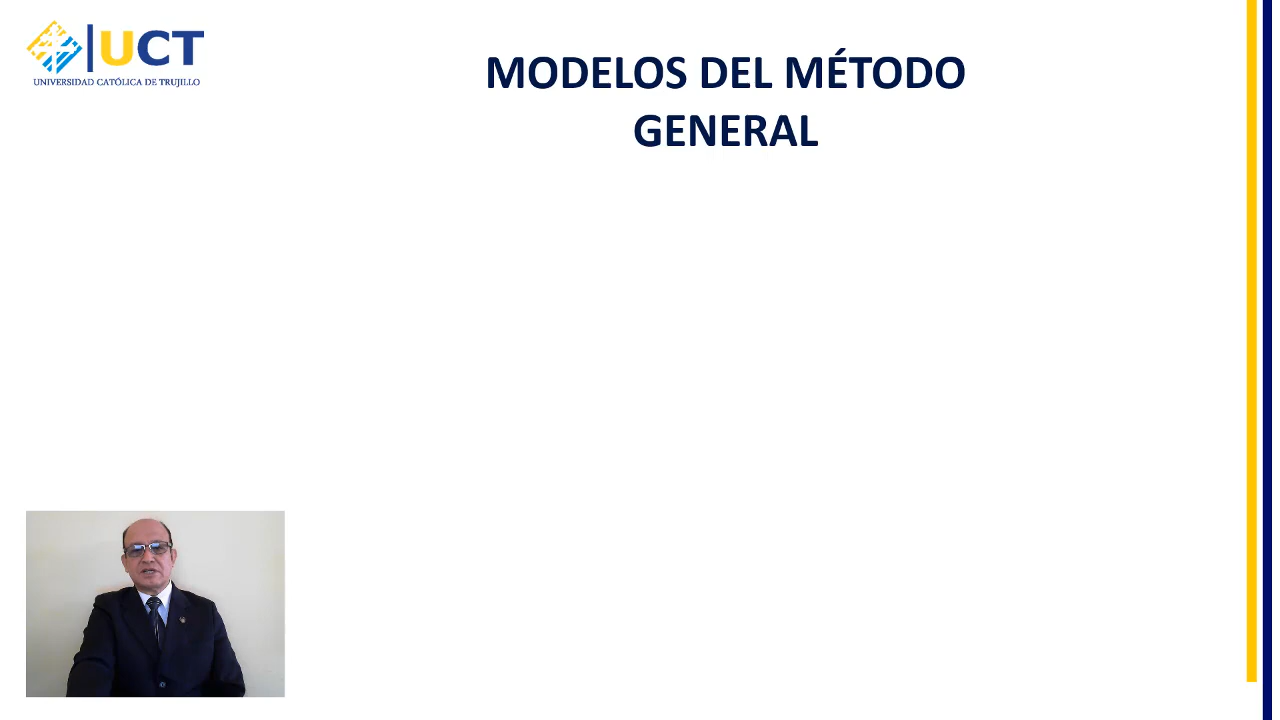 UCT
UNIVERSIDAD CATÓLICA DE TRUJILLO
MODELOS DEL MÉTODO
GENERAL